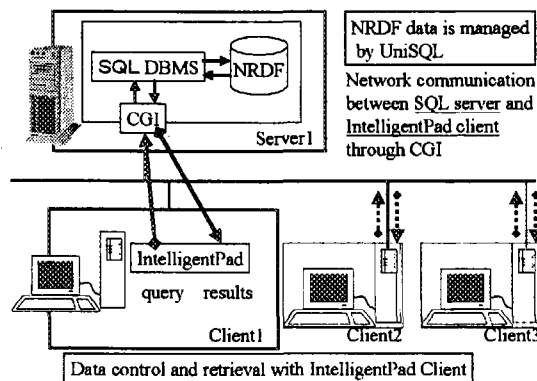 SQL DBMS
NRDF
CGI
Server1
NRDF data is managed
by UniSQL
Network communication
between SQL server and
IntelligentPad client
through CGI
IntelligentPad
query results
Client1
Client2
Client3
Data control and retrieval with IntelligentPad Client